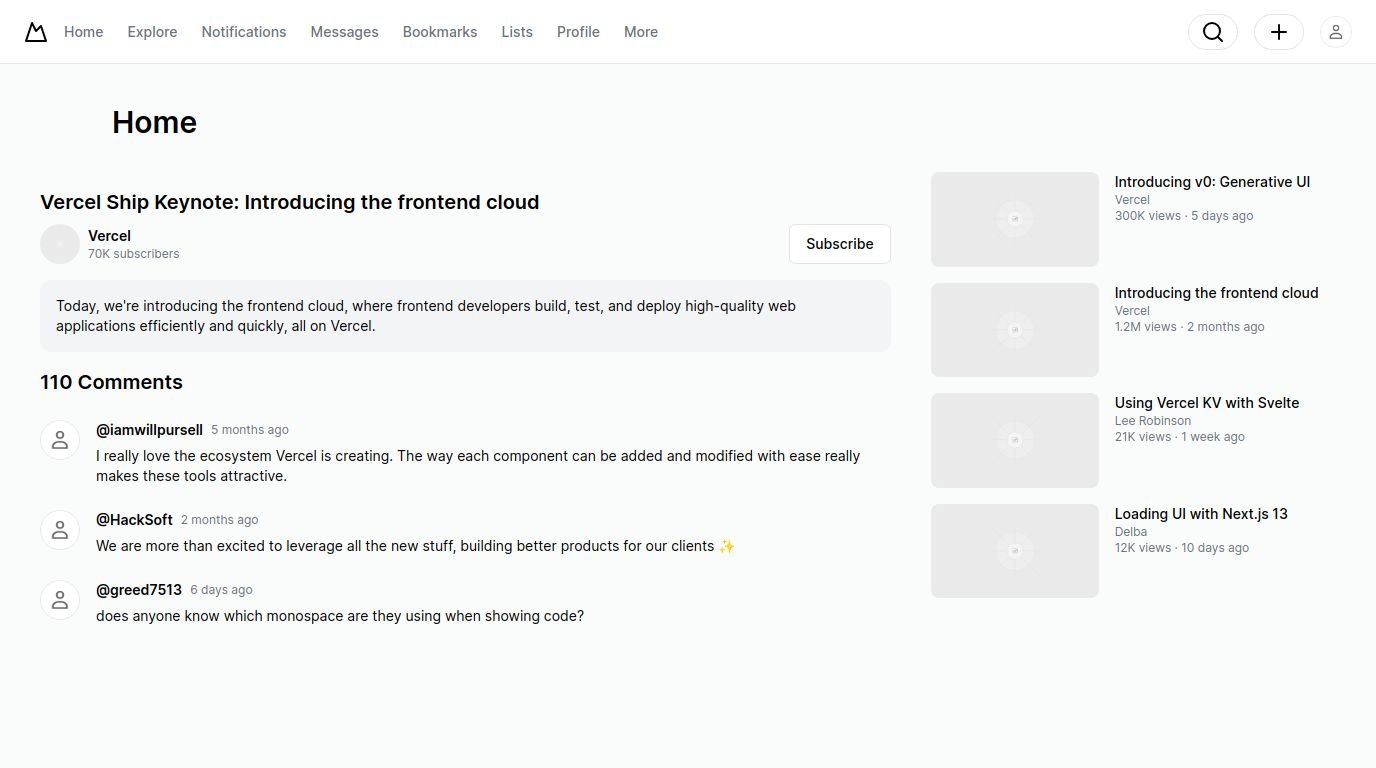 Home Explore Notifications Messages Bookmarks Lists Profile More
Home
Vercel Ship Keynote: Introducing the frontend cloud
Vercel
70K subscribers
Subscribe
Today, we're introducing the frontend cloud, where frontend developers build, test, and deploy high-quality web
applications efficiently and quickly, all on Vercel.
110 Comments
@iamwillpursell 5 months ago
I really love the ecosystem Vercel is creating. The way each component can be added and modified with ease really
makes these tools attractive.
@HackSoft 2 months ago
We are more than excited to leverage all the new stuff, building better products for our clients ✨
@greed7513 6 days ago
does anyone know which monospace are they using when showing code?
Introducing v0: Generative UI
Vercel
300K views · 5 days ago
Introducing the frontend cloud
Vercel
1.2M views · 2 months ago
Using Vercel KV with Svelte
Lee Robinson
21K views · 1 week ago
Loading UI with Next.js 13
Delba
12K views · 10 days ago